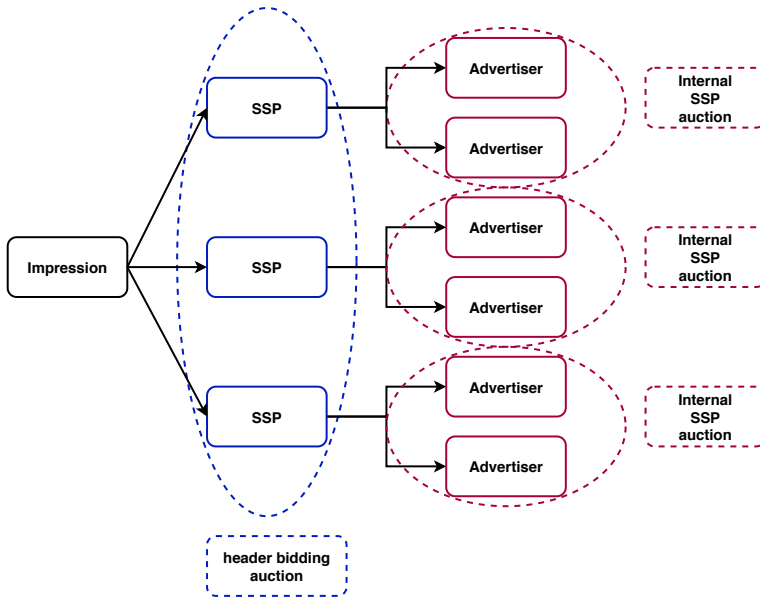 Advertiser
Internal
SSP
auction
SSP
Advertiser
Advertiser
Internal
SSP
auction
Impression
SSP
Advertiser
Advertiser
Internal
SSP
auction
SSP
Advertiser
header bidding
auction